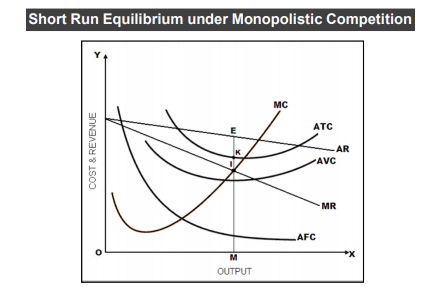 Short Run Equilibrium under Monopolistic Competition
Y
MC
ATC
E
AR
K
AVC
I
COST & REVENUE
MR
AFC
O
X
M
OUTPUT